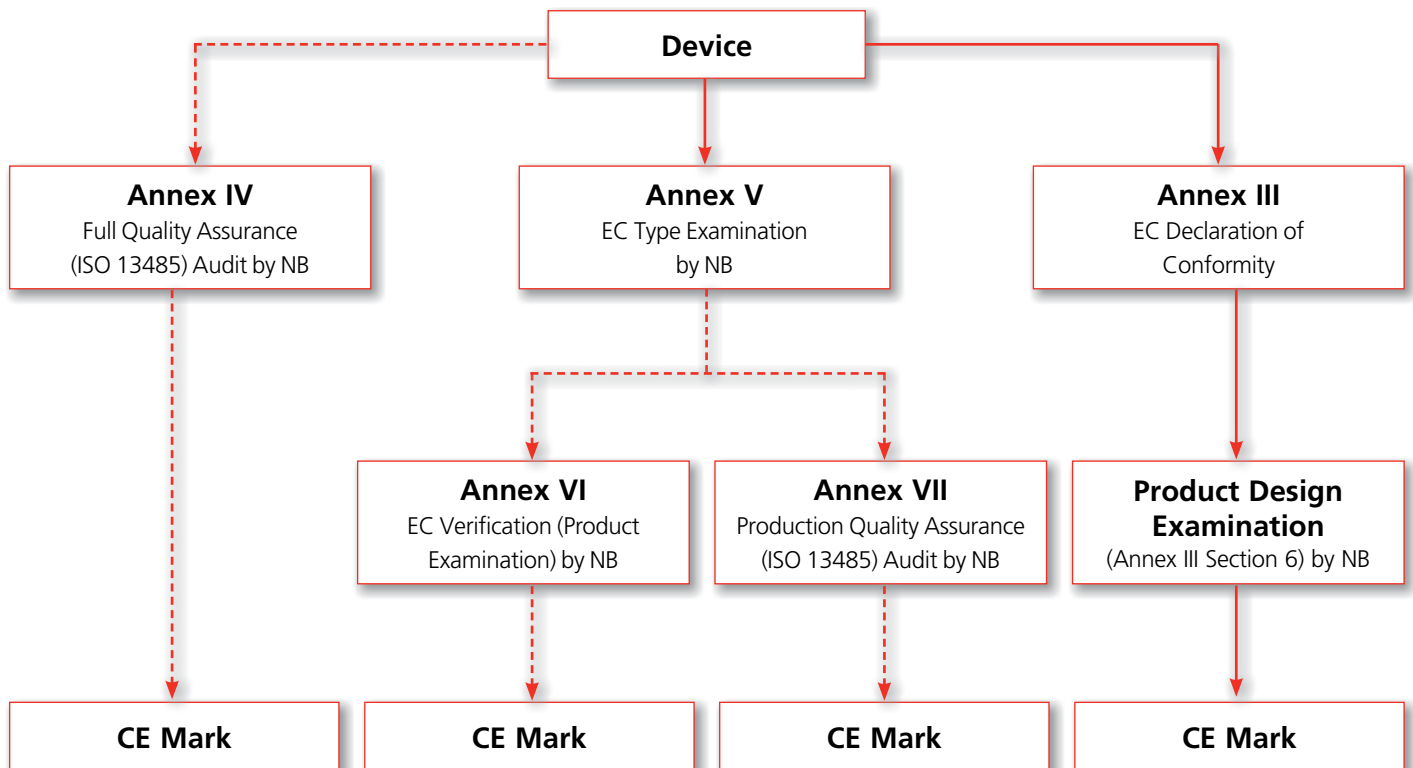 Device
Annex IV
Full Quality Assurance
(ISO 13485) Audit by NB
Annex V
EC Type Examination
by NB
Annex III
EC Declaration of
Conformity
Annex VI
EC Verification (Product
Examination) by NB
Annex VII
Production Quality Assurance
(ISO 13485) Audit by NB
Product Design
Examination
(Annex III Section 6) by NB
CE Mark
CE Mark
CE Mark
CE Mark